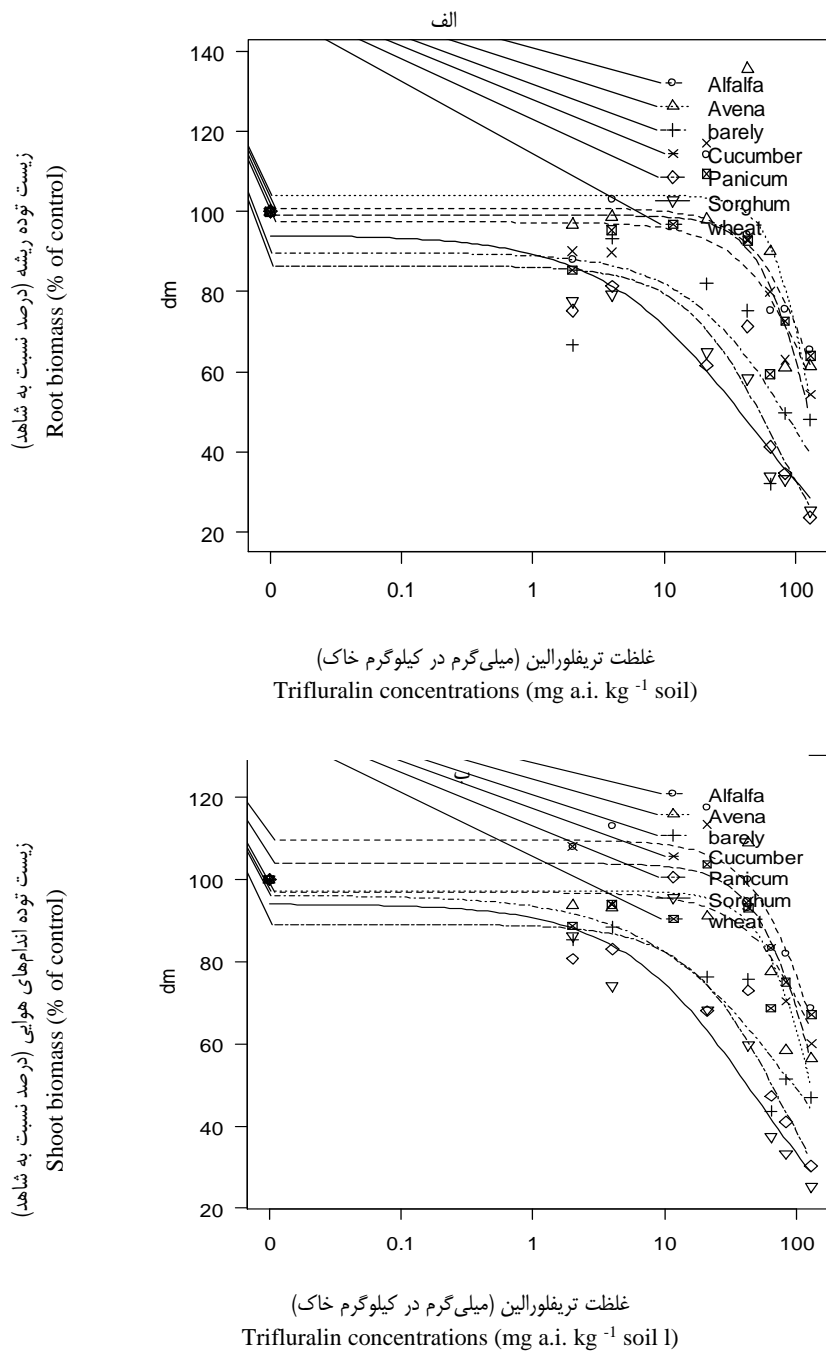 الف
140
120
100
80
60
40
20
dm
زیست توده ریشه (درصد نسبت به شاهد)
Root biomass (% of control)
Alfalfa
Avena
barely
Cucumber
Panicum
Sorghum
wheat
0 0.1 1 10 100
غلظت تریفلورالین (میلی‌گرم در کیلوگرم خاک)
Trifluralin concentrations (mg a.i. kg -1 soil)
ب
120
100
80
60
40
20
dm
زیست توده اندام‌های هوایی (درصد نسبت به شاهد)
Shoot biomass (% of control)
Alfalfa
Avena
barely
Cucumber
Panicum
Sorghum
wheat
0 0.1 1 10 100
غلظت تریفلورالین (میلی‌گرم در کیلوگرم خاک)
Trifluralin concentrations (mg a.i. kg -1 soil l)